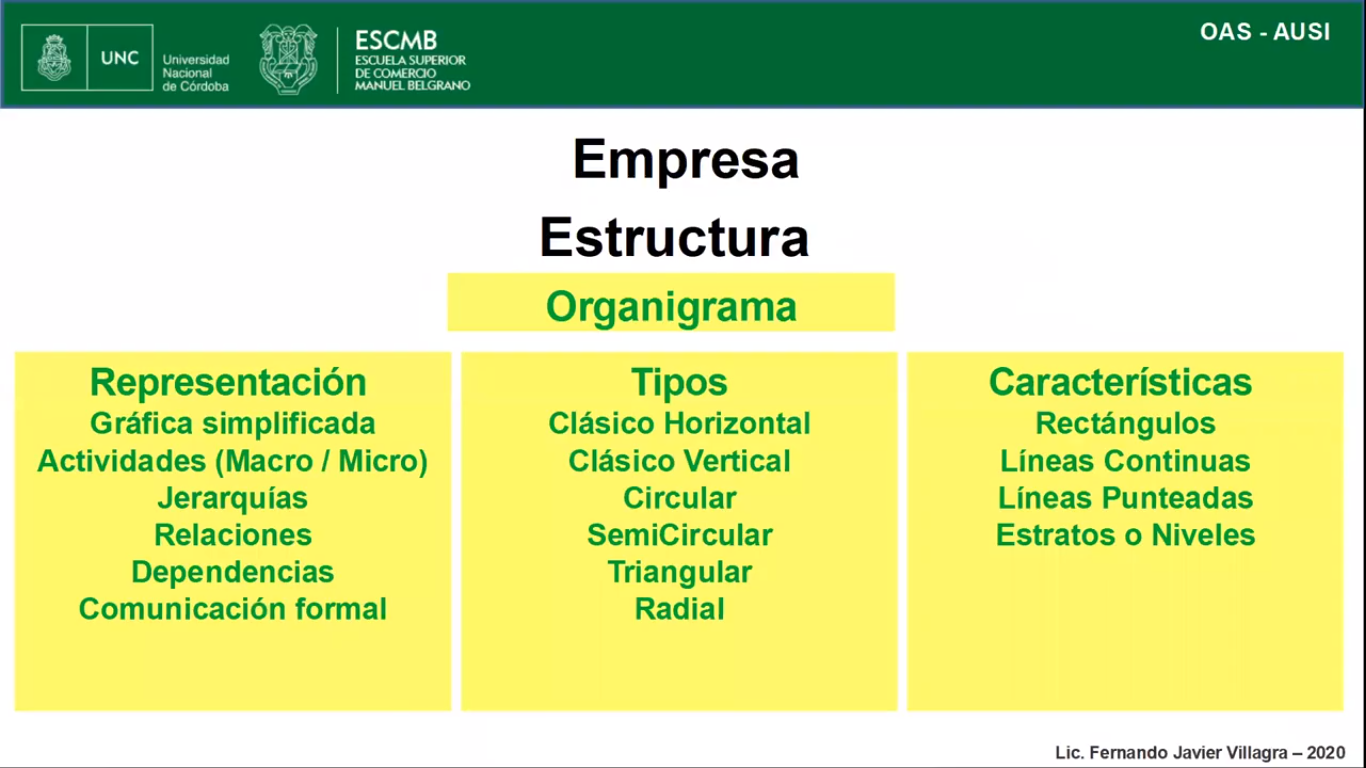 UNC
Universidad
Nacional
de Córdoba
ESCMB
ESCUELA SUPERIOR
DE COMERCIO
MANUEL BELGRANO
OAS - AUSI
Empresa
Estructura
Organigrama
Representación
Gráfica simplificada
Actividades (Macro / Micro)
Jerarquías
Relaciones
Dependencias
Comunicación formal
Tipos
Clásico Horizontal
Clásico Vertical
Circular
SemiCircular
Triangular
Radial
Características
Rectángulos
Líneas Continuas
Líneas Punteadas
Estratos o Niveles
Lic. Fernando Javier Villagra – 2020